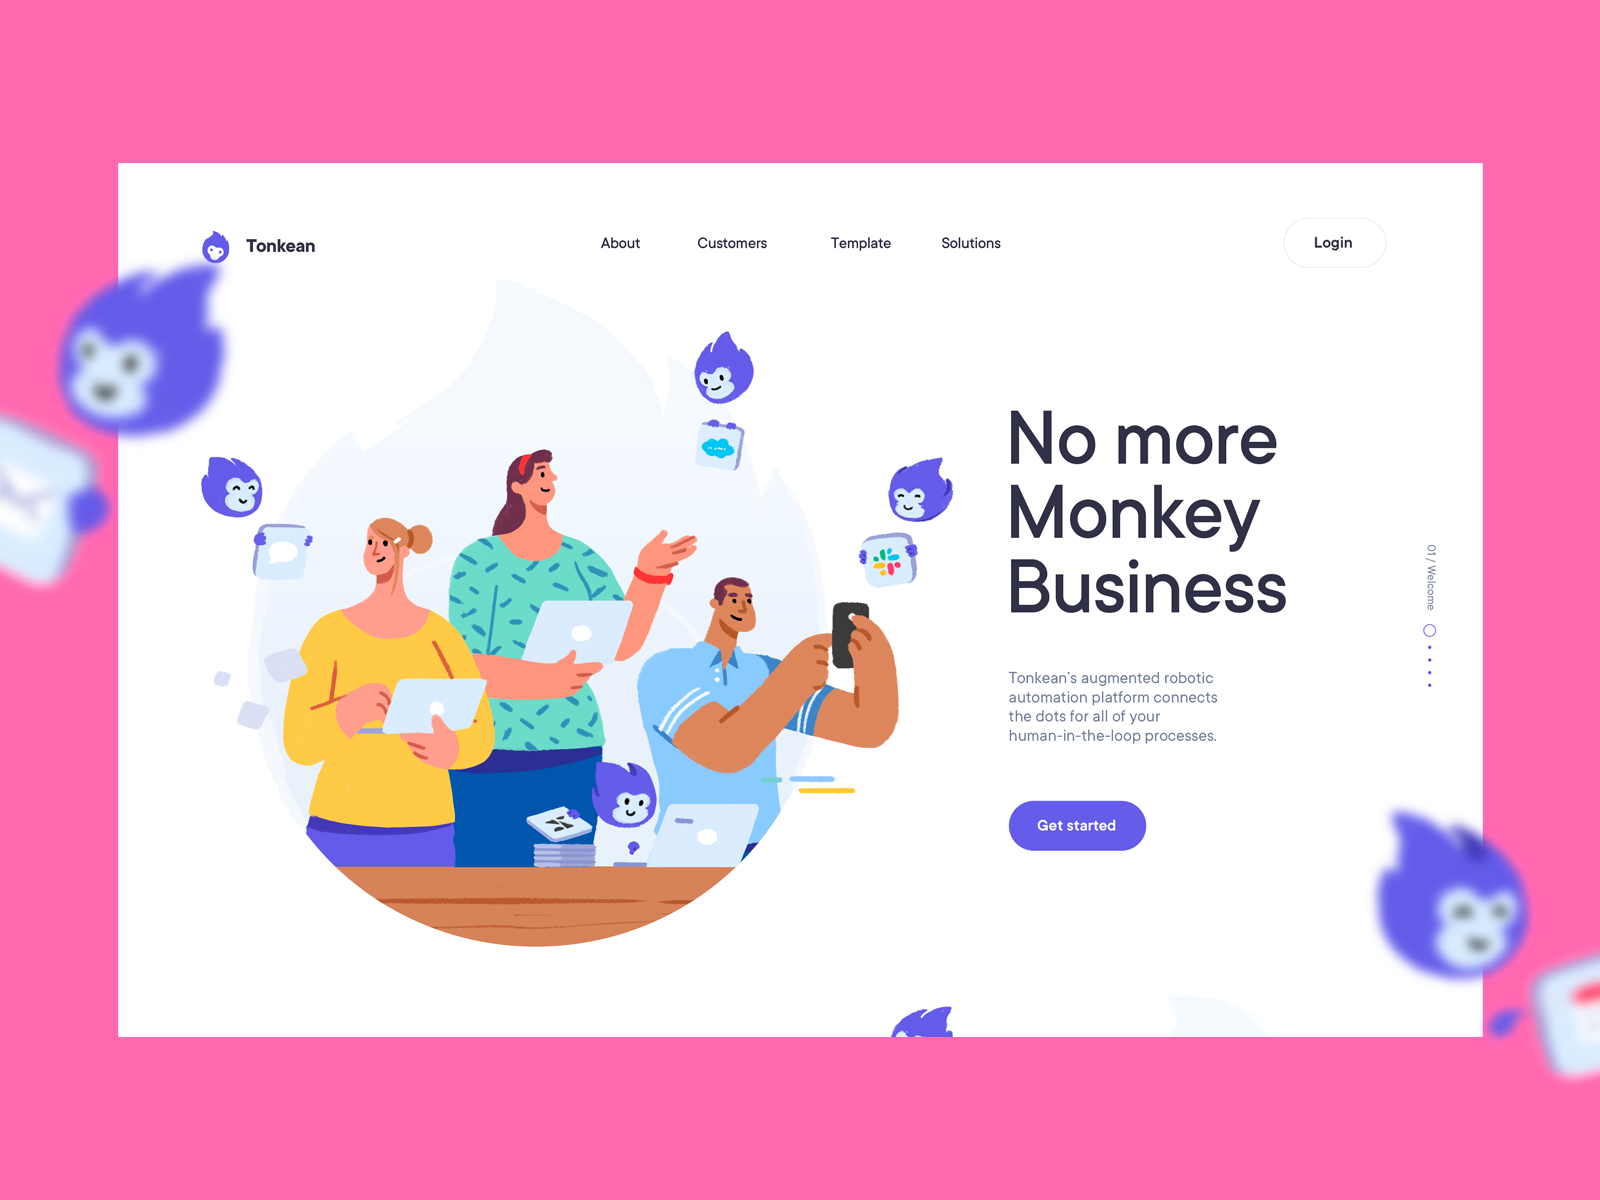 Tonkean
About
Customers
Template
Solutions
Login
No more
Monkey
Business
Tonkean's augmented robotic
automation platform connects
the dots for all of your
human-in-the-loop processes.
Get started
01 / Welcome